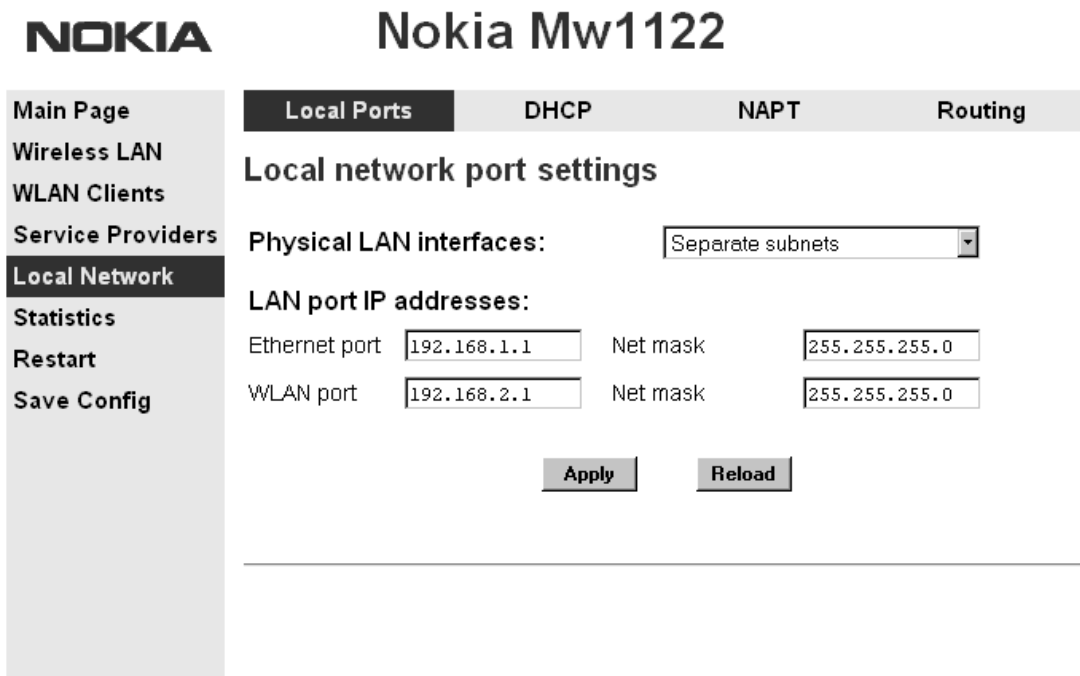 NOKIA
Nokia Mw1122
Main Page
Wireless LAN
WLAN Clients
Service Providers
Local Network
Statistics
Restart
Save Config
Local Ports DHCP NAPT Routing
Local network port settings
Physical LAN interfaces: Separate subnets
LAN port IP addresses:
Ethernet port 192.168.1.1 Net mask 255.255.255.0
WLAN port 192.168.2.1 Net mask 255.255.255.0
Apply Reload